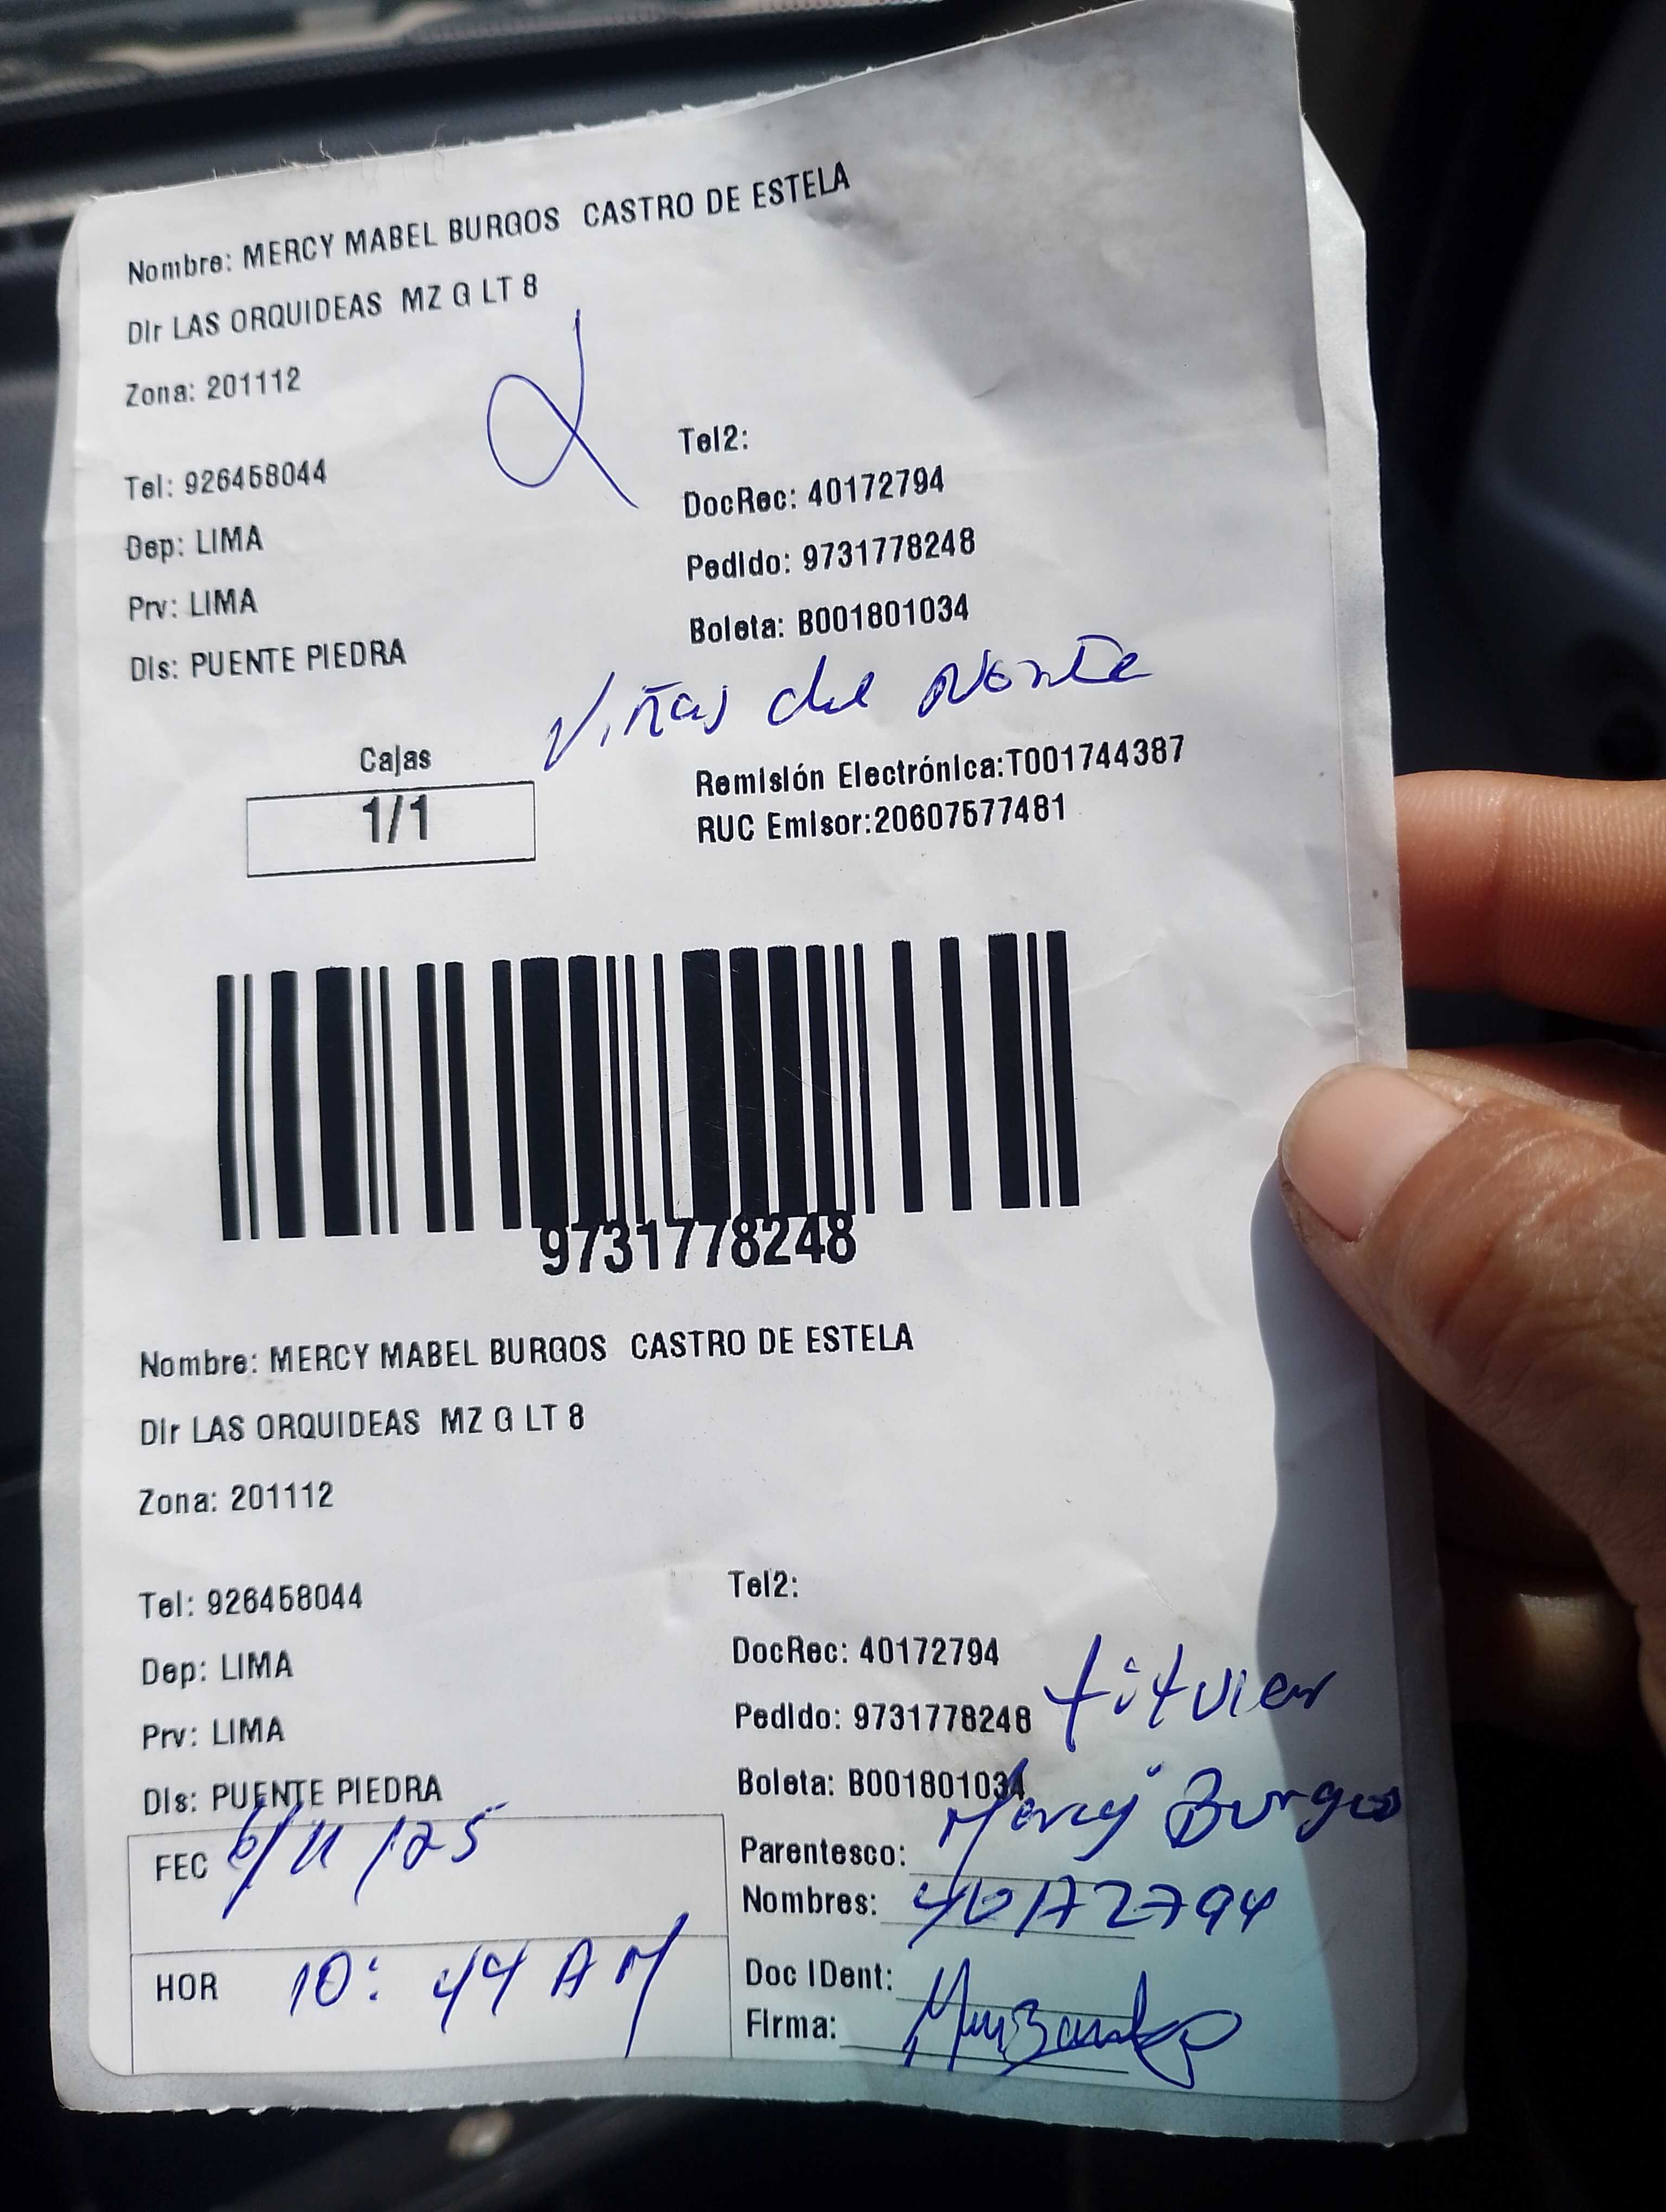 Nombre: MERCY MABEL BURGOS CASTRO DE ESTELA
Dir LAS ORQUIDEAS MZ G LT 8
Zona: 201112
Tel2:
Tel: 926458044
DocRec: 40172794
Dep: LIMA
Pedido: 9731778248
Prv: LIMA
Boleta: B001801034
Dis: PUENTE PIEDRA
Viñas del Norte
Cajas
1/1
Remisión Electrónica:T001744387
RUC Emisor:20607577481
9731778248
Nombre: MERCY MABEL BURGOS CASTRO DE ESTELA
Dir LAS ORQUIDEAS MZ G LT 8
Zona: 201112
Tel2:
Tel: 926458044
DocRec: 40172794
Dep: LIMA
titular
Pedido: 9731778248
Prv: LIMA
Boleta: B001801034
Dis: PUENTE PIEDRA
Mercy Burgos
FEC 6/11/25
Parentesco:
Nombres: 40172794
HOR 10:44 AM
Doc IDent:
Firma: